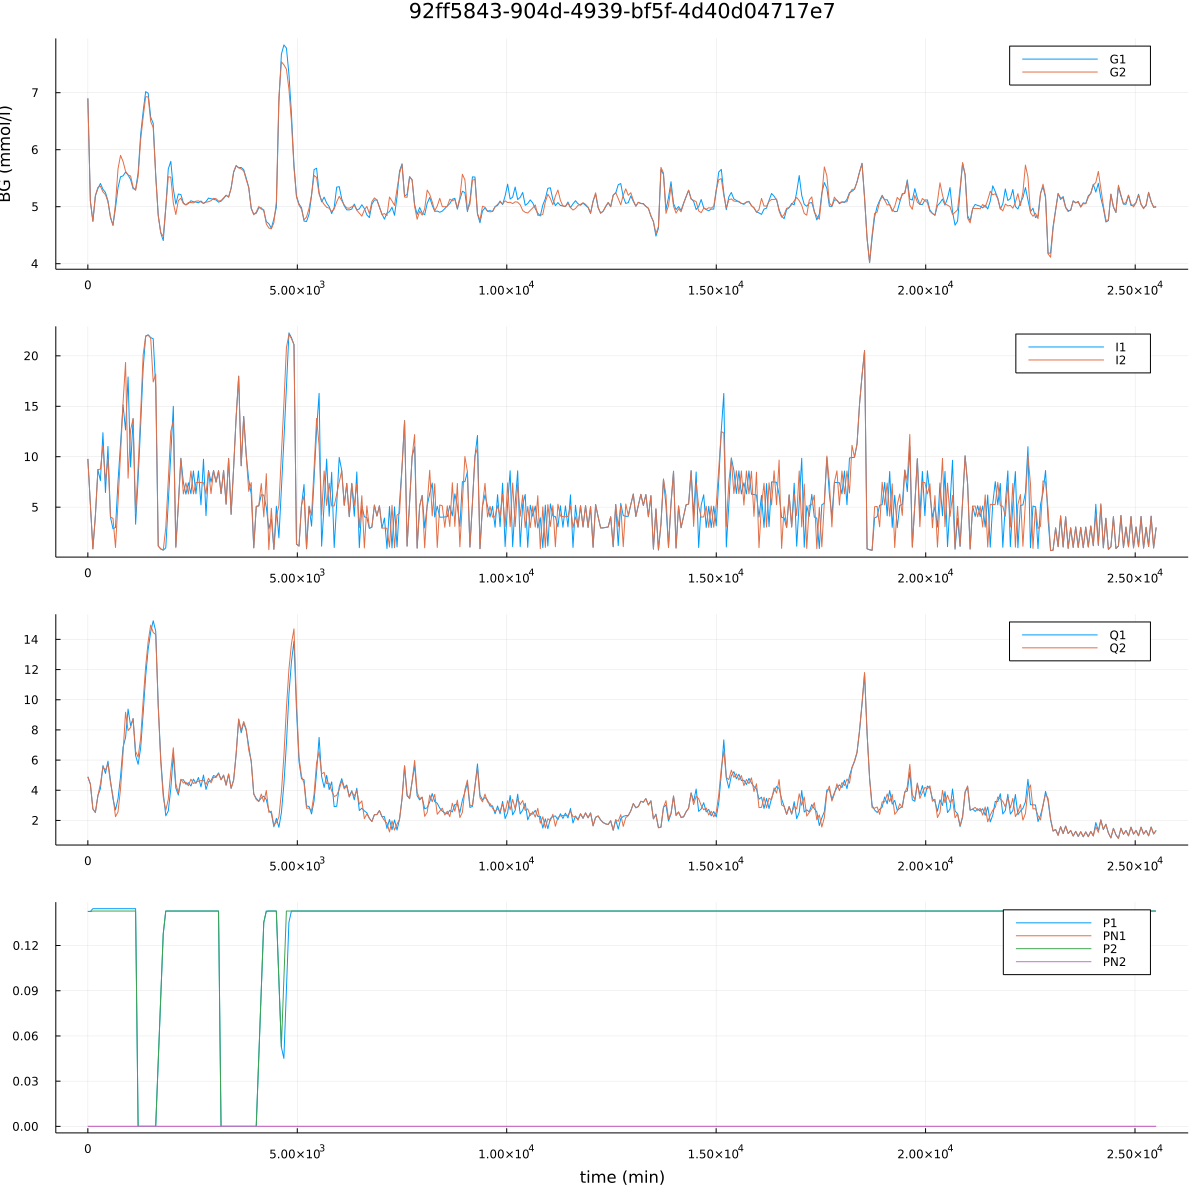 92ff5843-904d-4939-bf5f-4d40d04717e7
BG (mmol/l)
7
6
5
4
G1
G2
0 5.00×10³ 1.00×10⁴ 1.50×10⁴ 2.00×10⁴ 2.50×10⁴
20
15
10
5
I1
I2
0 5.00×10³ 1.00×10⁴ 1.50×10⁴ 2.00×10⁴ 2.50×10⁴
14
12
10
8
6
4
2
Q1
Q2
0 5.00×10³ 1.00×10⁴ 1.50×10⁴ 2.00×10⁴ 2.50×10⁴
0.12
0.09
0.06
0.03
0.00
P1
PN1
P2
PN2
0 5.00×10³ 1.00×10⁴ 1.50×10⁴ 2.00×10⁴ 2.50×10⁴
time (min)